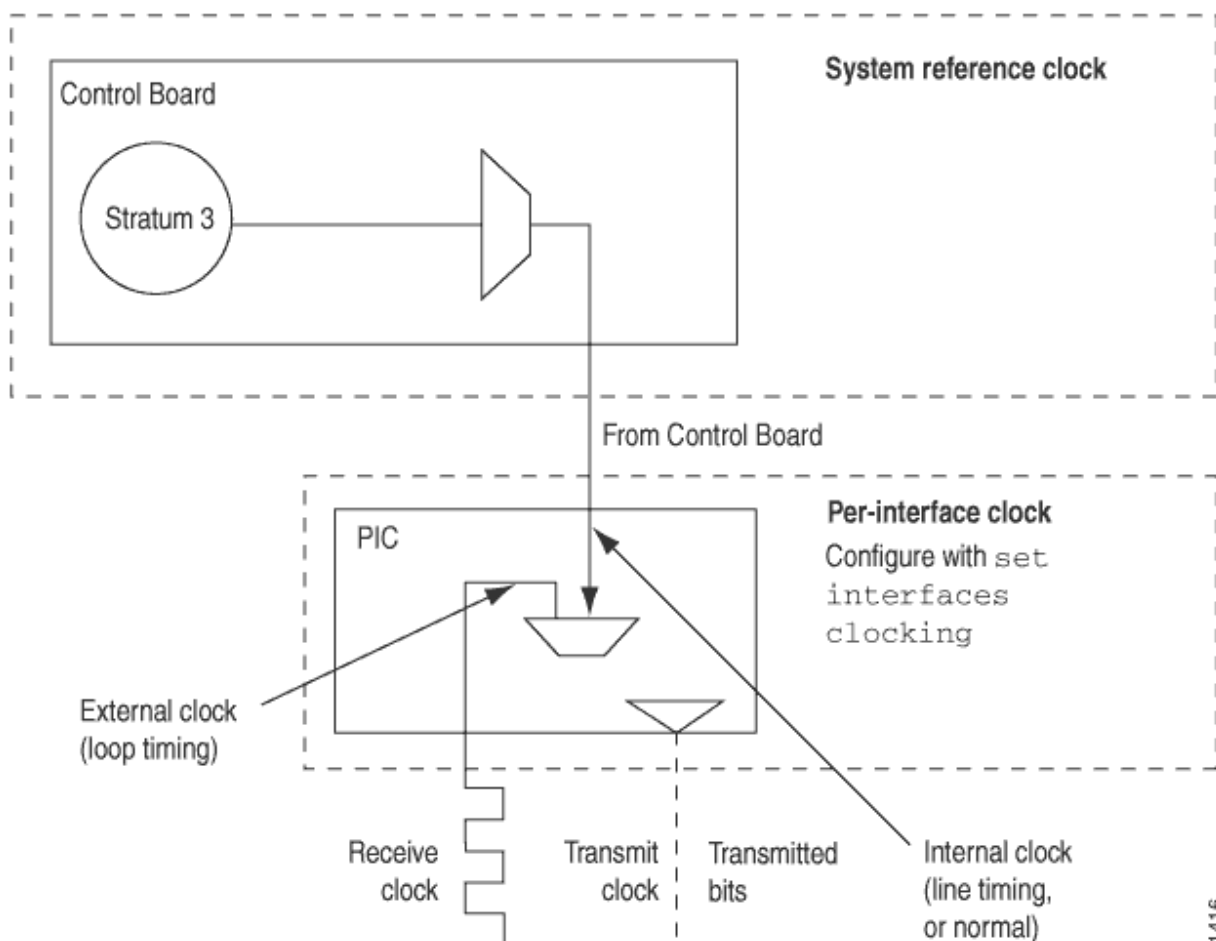 System reference clock
Control Board
Stratum 3
From Control Board
Per-interface clock
Configure with set
interfaces
clocking
PIC
External clock
(loop timing)
Receive
clock
Transmit
clock
Transmitted
bits
Internal clock
(line timing,
or normal)
1416